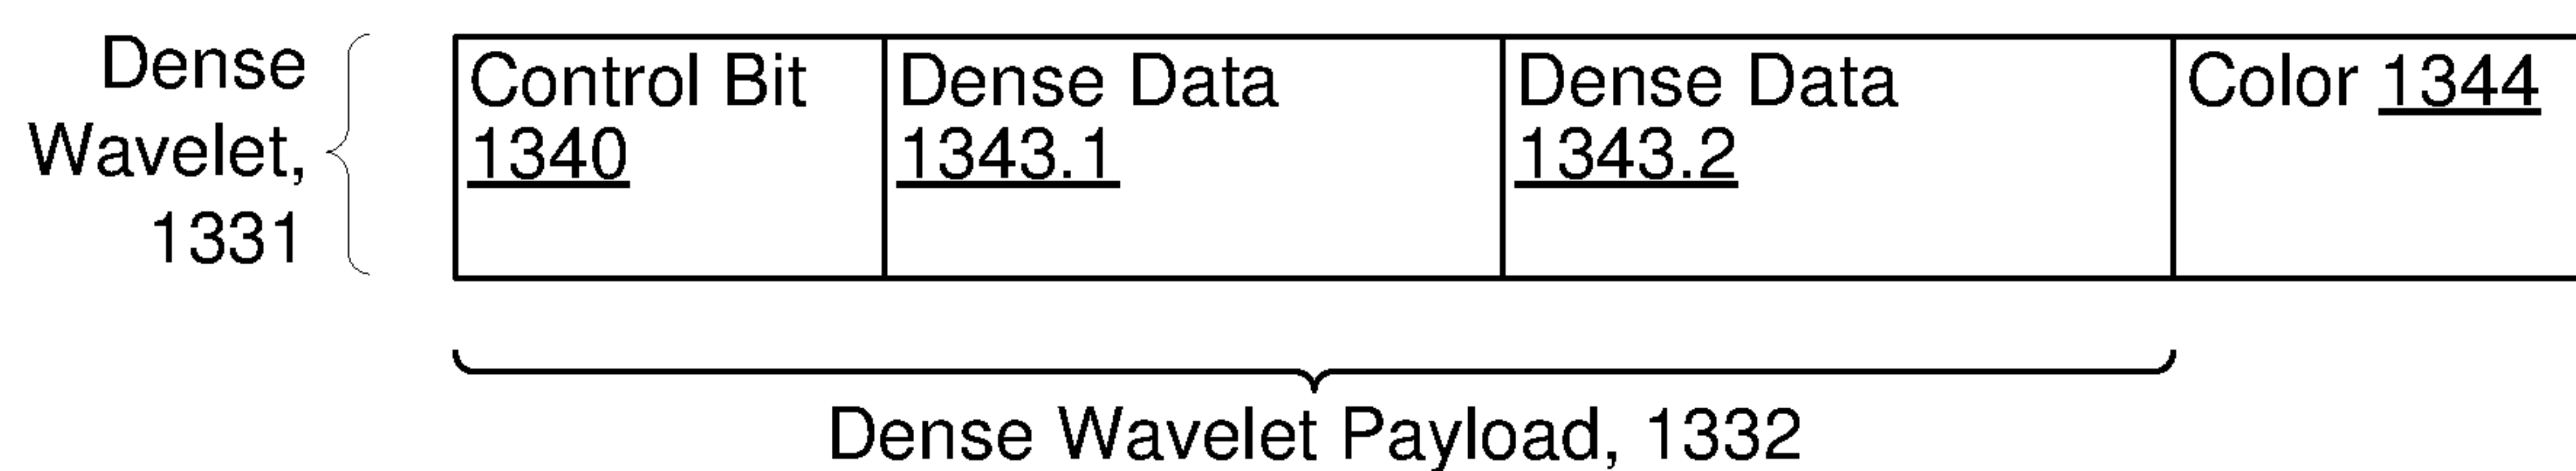 Dense
Wavelet,
1331
Control Bit
1340
Dense Data
1343.1
Dense Data
1343.2
Color 1344
Dense Wavelet Payload, 1332